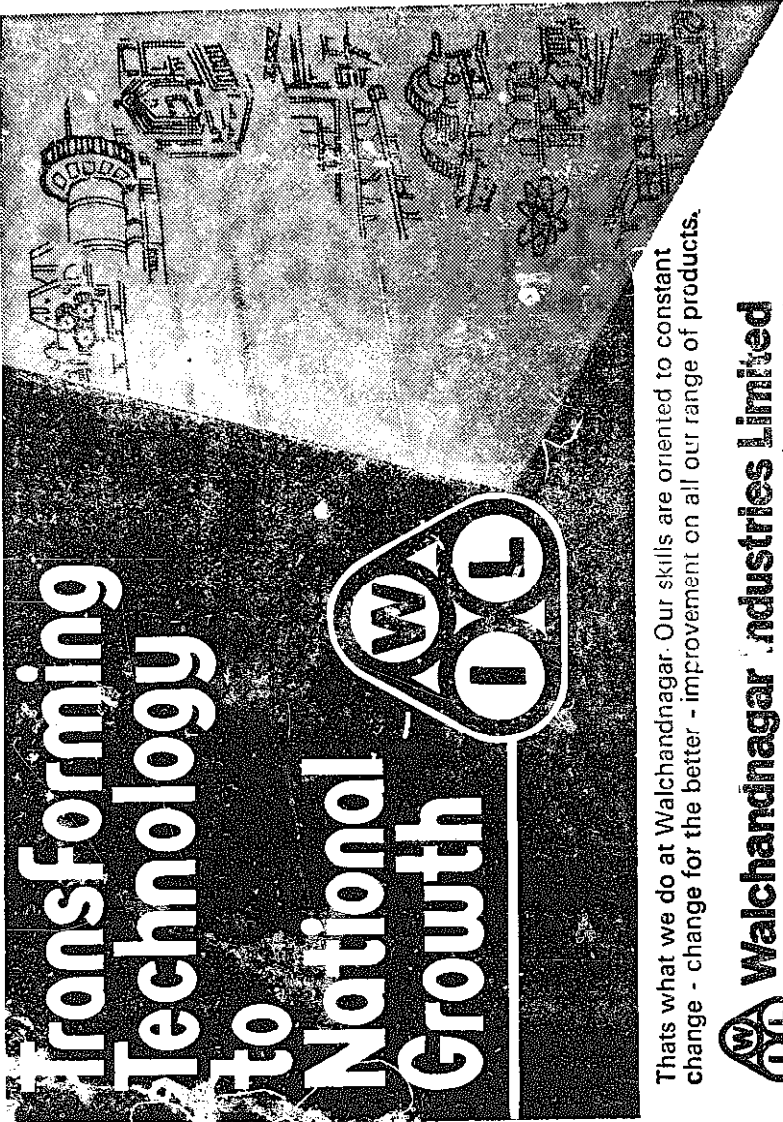 Transforming
Technology
to
National
Growth
W
I L
Thats what we do at Walchandnagar. Our skills are oriented to constant
change - change for the better - improvement on all our range of products.
W
Walchandnagar Industries Limited